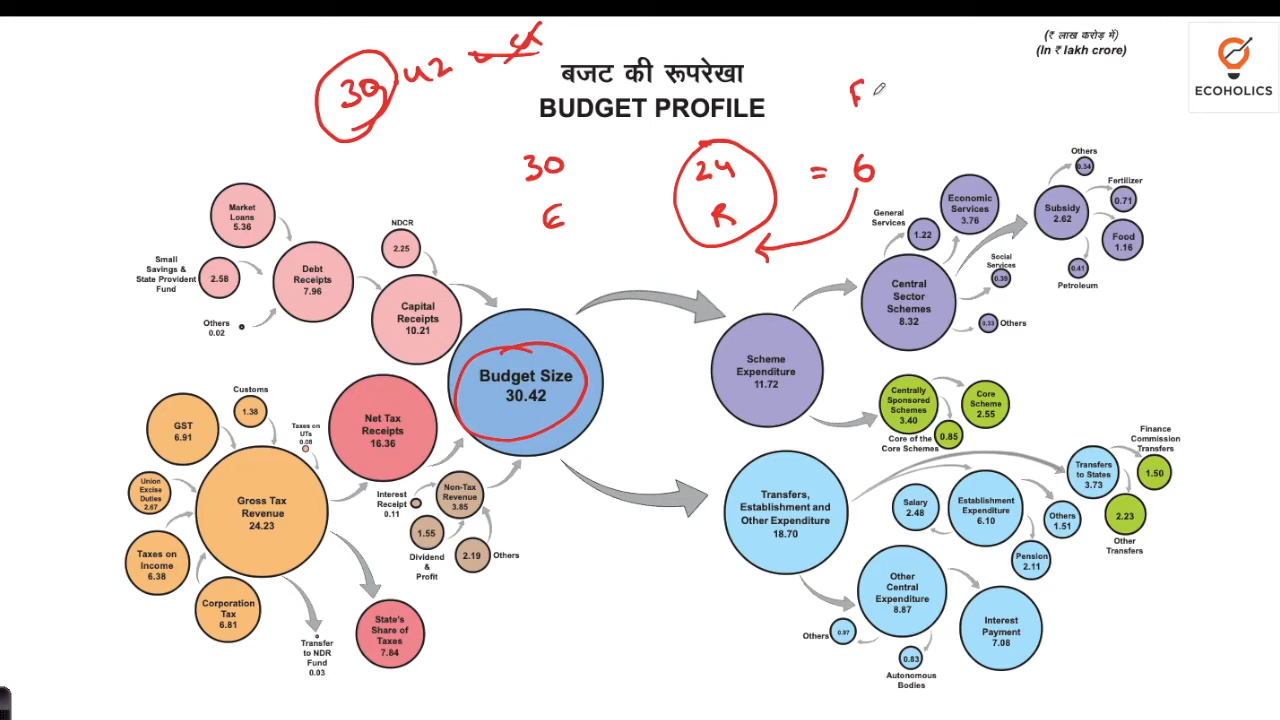 (₹ लाख करोड़ में)
(In ₹ lakh crore)
ECOHOLICS
30.42
बजट की रूपरेखा
BUDGET PROFILE
F
30
24
= 6
E
R
Market
Loans
5.36
Small
Savings &
State Provident
Fund
2.58
Others
0.02
Debt
Receipts
7.96
NDCR
2.25
Capital
Receipts
10.21
Budget Size
30.42
Net Tax
Receipts
16.36
Customs
1.38
GST
6.91
Taxes on
UTs
0.08
Union
Excise
Duties
2.67
Gross Tax
Revenue
24.23
Taxes on
Income
6.38
Corporation
Tax
6.81
Transfer
to NDR
Fund
0.03
State's
Share of
Taxes
7.84
Interest
Receipt
0.11
Non-Tax
Revenue
3.85
1.55
Dividend
&
Profit
2.19
Others
Scheme
Expenditure
11.72
General
Services
1.22
Economic
Services
3.76
Central
Sector
Schemes
8.32
Social
Services
0.39
0.33
Others
Others
0.34
Subsidy
2.62
Fertilizer
0.71
Food
1.16
0.41
Petroleum
Centrally
Sponsored
Schemes
3.40
Core
Scheme
2.55
0.85
Core of the
Core Schemes
Transfers,
Establishment and
Other Expenditure
18.70
Transfers
to States
3.73
Finance
Commission
Transfers
1.50
2.23
Other
Transfers
Salary
2.48
Establishment
Expenditure
6.10
Others
1.51
Pension
2.11
Other
Central
Expenditure
8.87
Others
0.97
0.83
Autonomous
Bodies
Interest
Payment
7.08